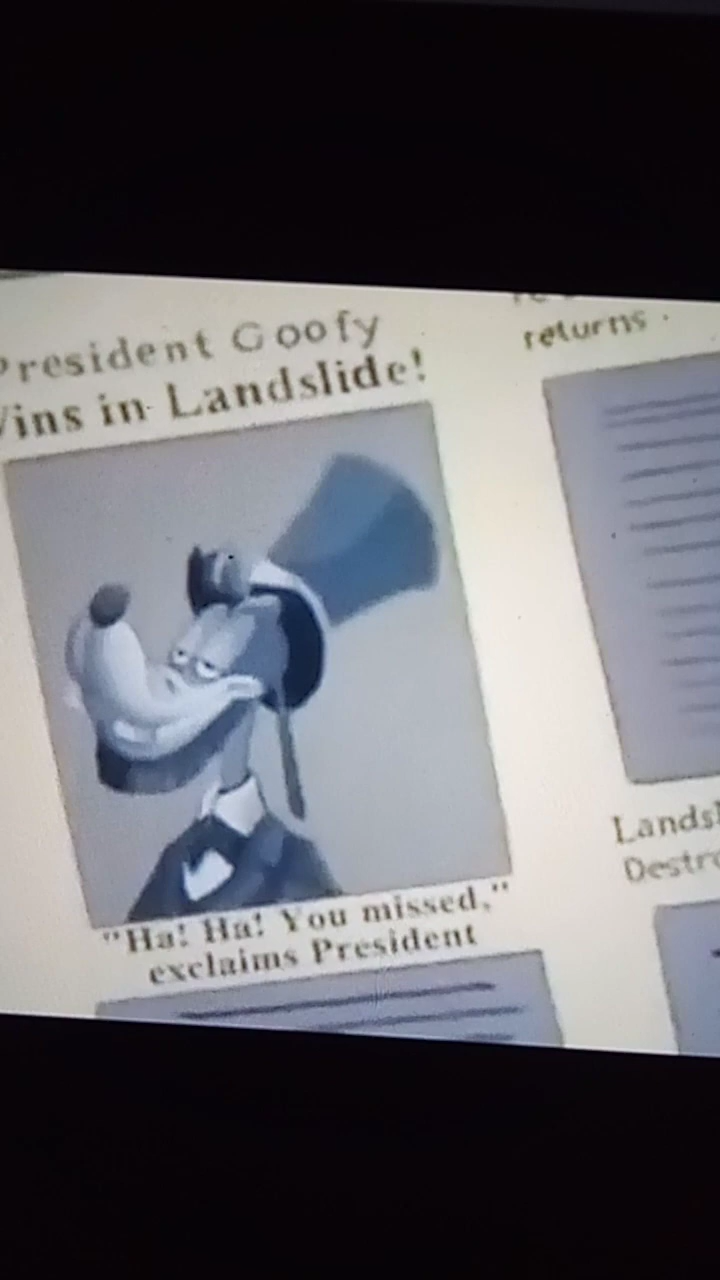 President Goofy
Wins in Landslide!
"Ha! Ha! You missed,"
exclaims President
returns.
Lands
Destr